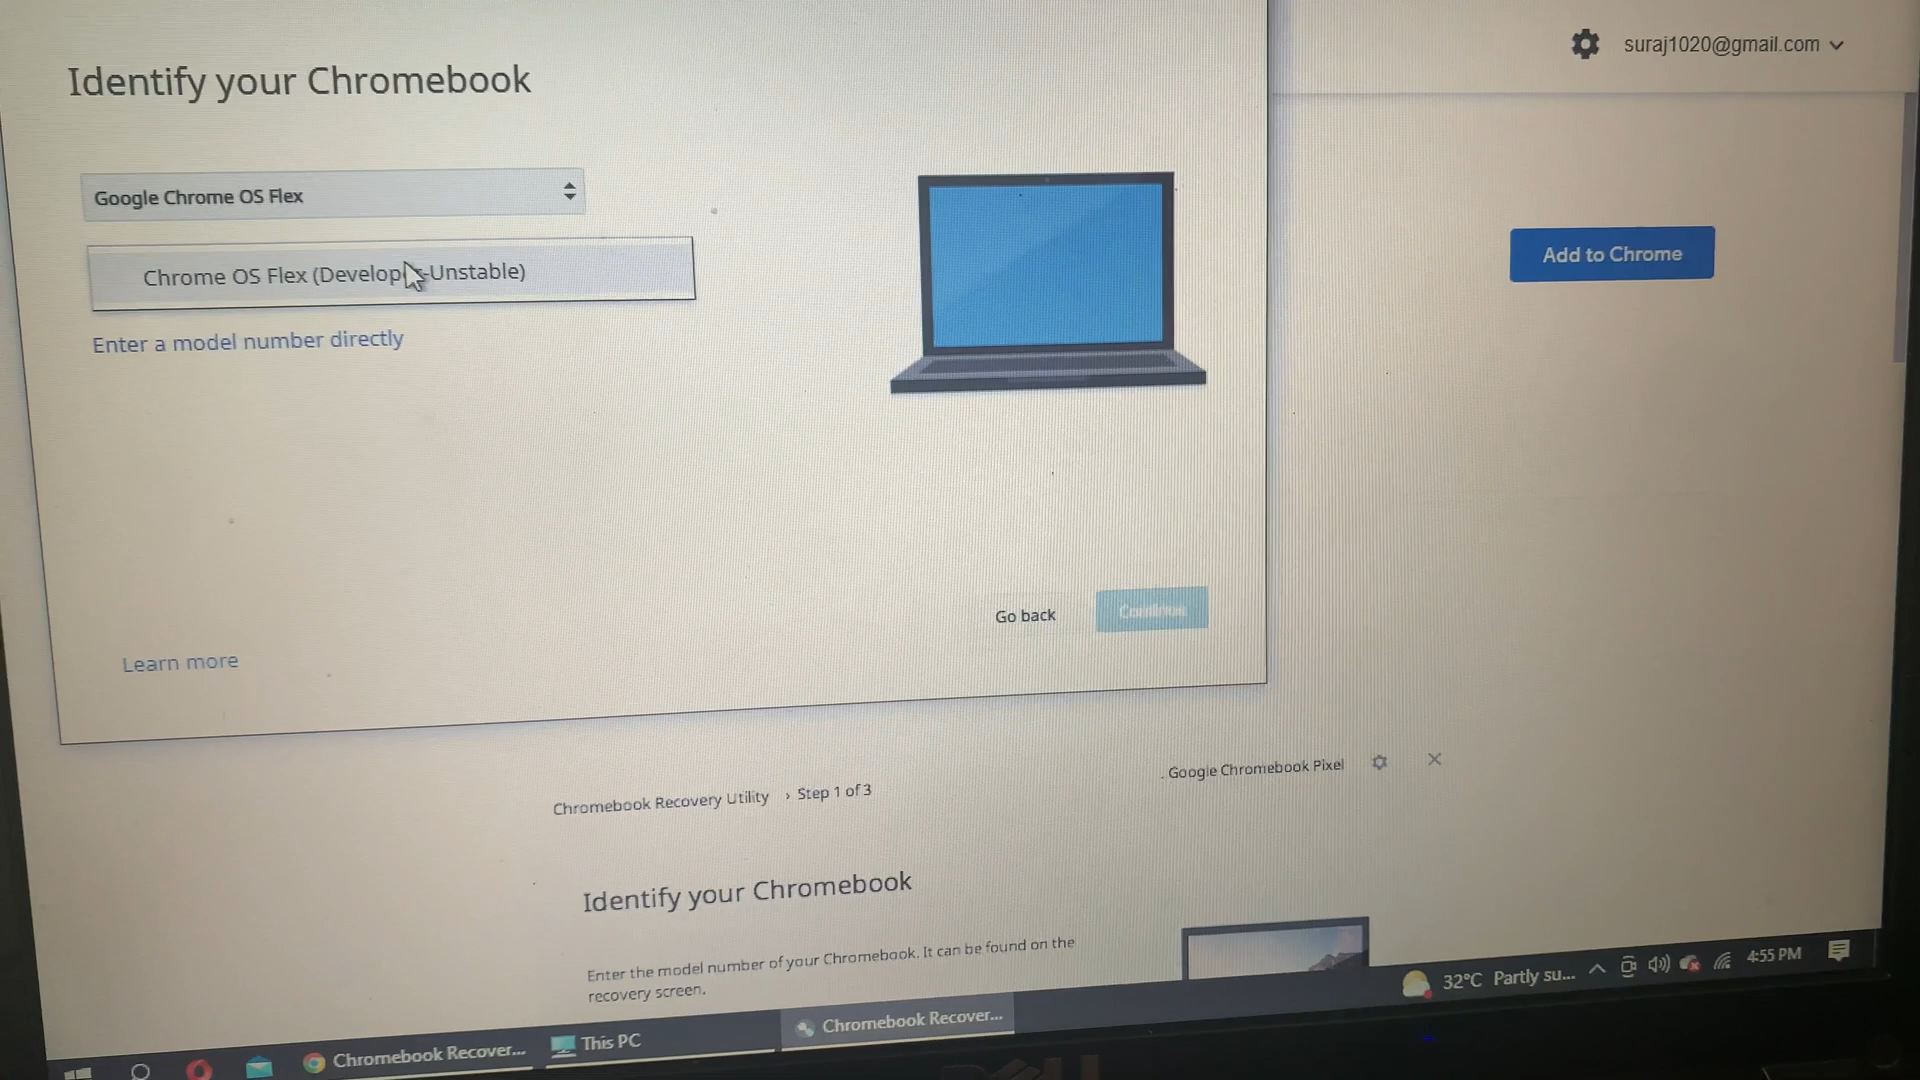 suraj1020@gmail.com
Identify your Chromebook
Google Chrome OS Flex
Chrome OS Flex (Develop -Unstable)
Add to Chrome
Enter a model number directly
Go back
Continue
Learn more
Chromebook Recovery Utility › Step 1 of 3
Google Chromebook Pixel
Identify your Chromebook
Enter the model number of your Chromebook. It can be found on the
recovery screen.
32°C Partly su...
4:55 PM
Chromebook Recover...
This PC
Chromebook Recover...